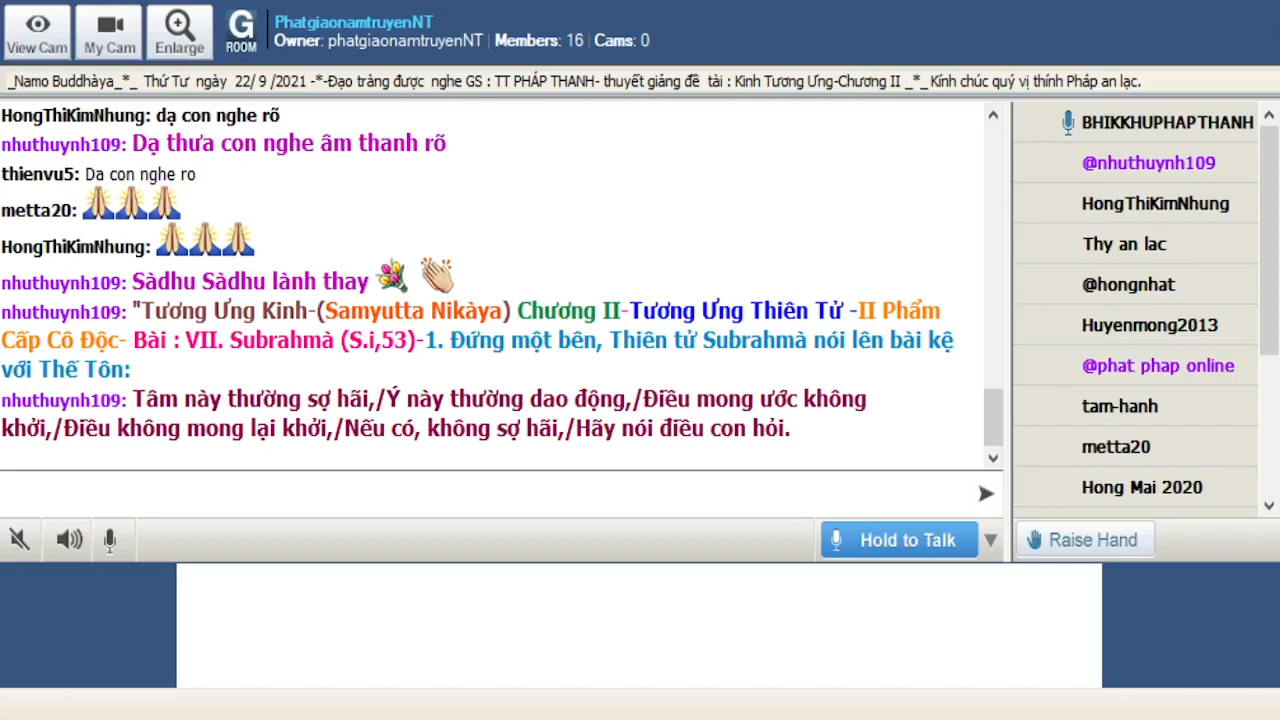 View Cam
My Cam
Enlarge
G
ROOM
PhatgiaonamtruyenNT
Owner: phatgiaonamtruyenNT | Members: 16 | Cams: 0
_Namo Buddhàya_*_ Thứ Tư ngày 22/ 9 /2021 -*-Đạo tràng được nghe GS : TT PHÁP THANH- thuyết giảng đề tài : Kinh Tương Ưng-Chương II _*_Kính chúc quý vị thính Pháp an lạc.
HongThiKimNhung: dạ con nghe rõ
nhuthuynh109: Dạ thưa con nghe âm thanh rõ
thienvu5: Da con nghe ro
metta20:
HongThiKimNhung:
nhuthuynh109: Sàdhu Sàdhu lành thay
nhuthuynh109: "Tương Ưng Kinh-(Samyutta Nikàya) Chương II-Tương Ưng Thiên Tử -II Phẩm
Cấp Cô Độc- Bài : VII. Subrahmà (S.i,53)-1. Đứng một bên, Thiên tử Subrahmà nói lên bài kệ
với Thế Tôn:
nhuthuynh109: Tâm này thường sợ hãi,/Ý này thường dao động,/Điều mong ước không
khởi,/Điều không mong lại khởi,/Nếu có, không sợ hãi,/Hãy nói điều con hỏi.
BHIKKHUPHAPTHANH
@nhuthuynh109
HongThiKimNhung
Thy an lac
@hongnhat
Huyenmong2013
@phat phap online
tam-hanh
metta20
Hong Mai 2020
Hold to Talk
Raise Hand